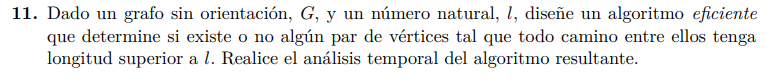 11. Dado un grafo sin orientación, G, y un número natural, l, diseñe un algoritmo eficiente
que determine si existe o no algún par de vértices tal que todo camino entre ellos tenga
longitud superior a l. Realice el análisis temporal del algoritmo resultante.